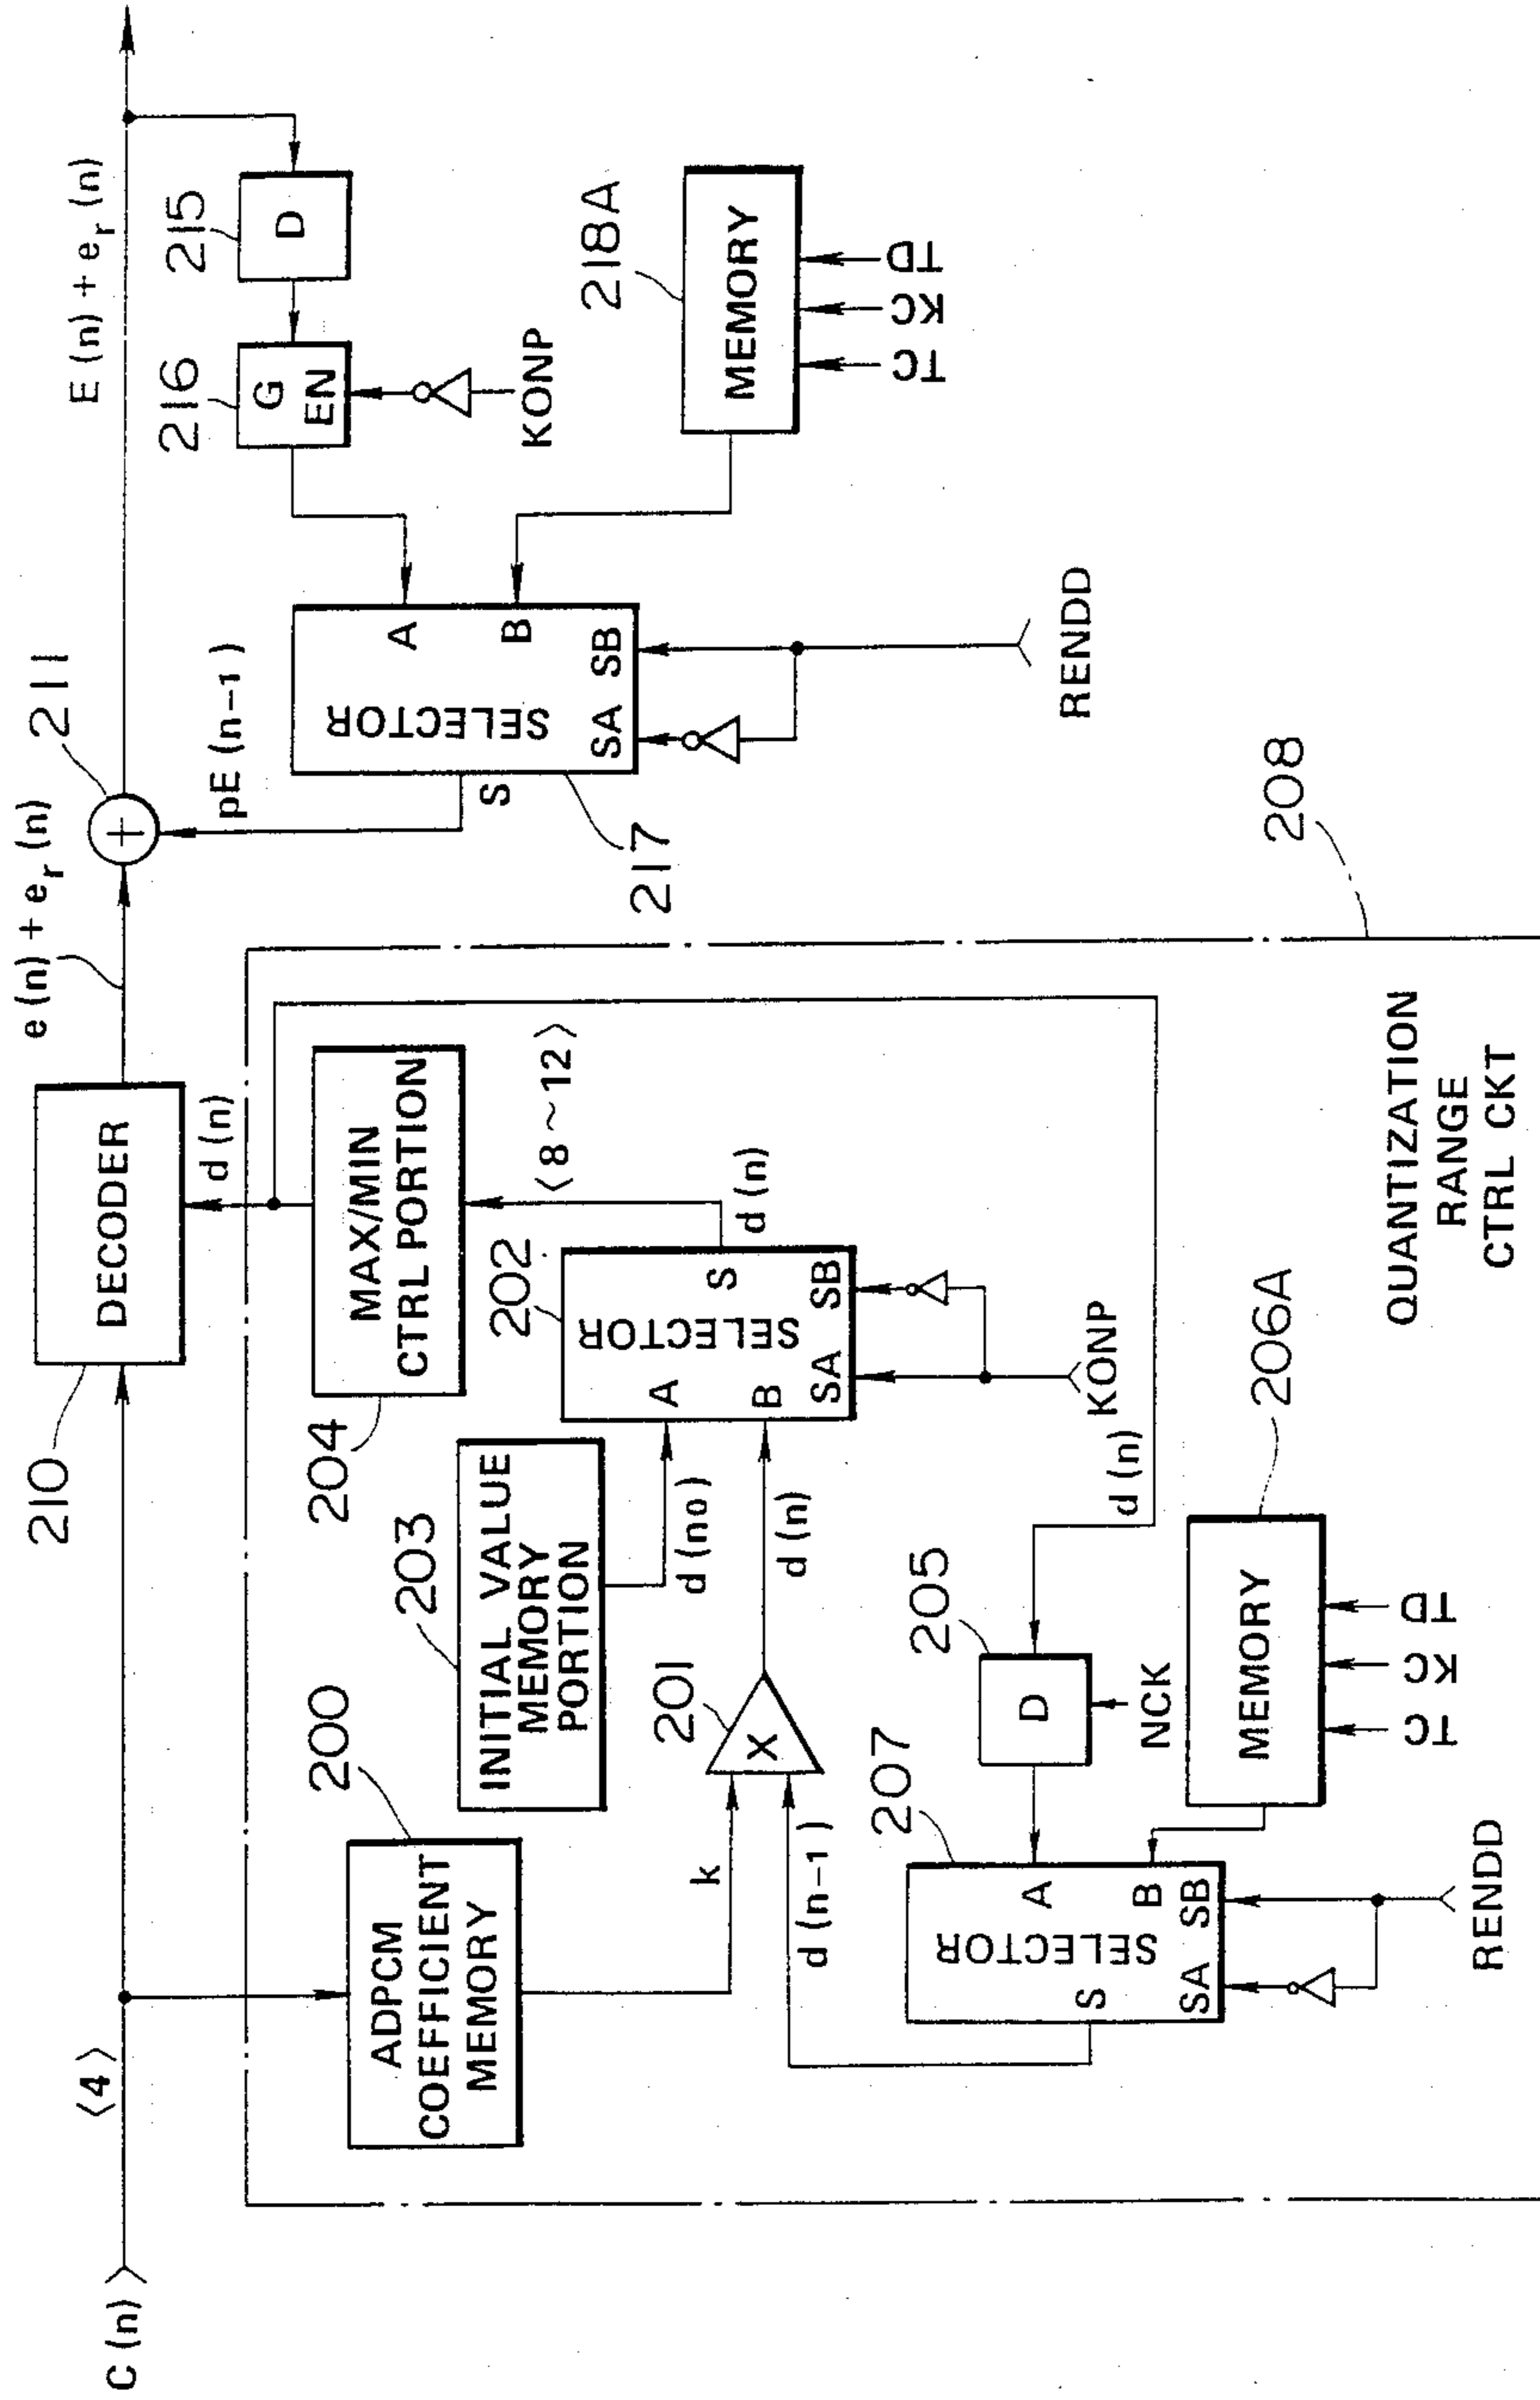 C (n)
⟨4⟩
210
DECODER
e (n) + e_r (n)
211
E (n) + e_r (n)
d (n)
pE (n-1)
200
ADPCM
COEFFICIENT
MEMORY
203
INITIAL VALUE
MEMORY
PORTION
204
MAX/MIN
CTRL PORTION
⟨8~12⟩
k
201
X
d (n-1)
d (n0)
d (n)
202
SELECTOR
A
B
S
SA
SB
d (n)
KONP
207
SELECTOR
A
B
S
SA
SB
RENDD
205
D
NCK
d (n)
206A
MEMORY
TC
KC
TD
QUANTIZATION
RANGE
CTRL CKT
208
217
SELECTOR
S
A
B
SA
SB
RENDD
216
G
EN
KONP
215
D
218A
MEMORY
TC
KC
TD